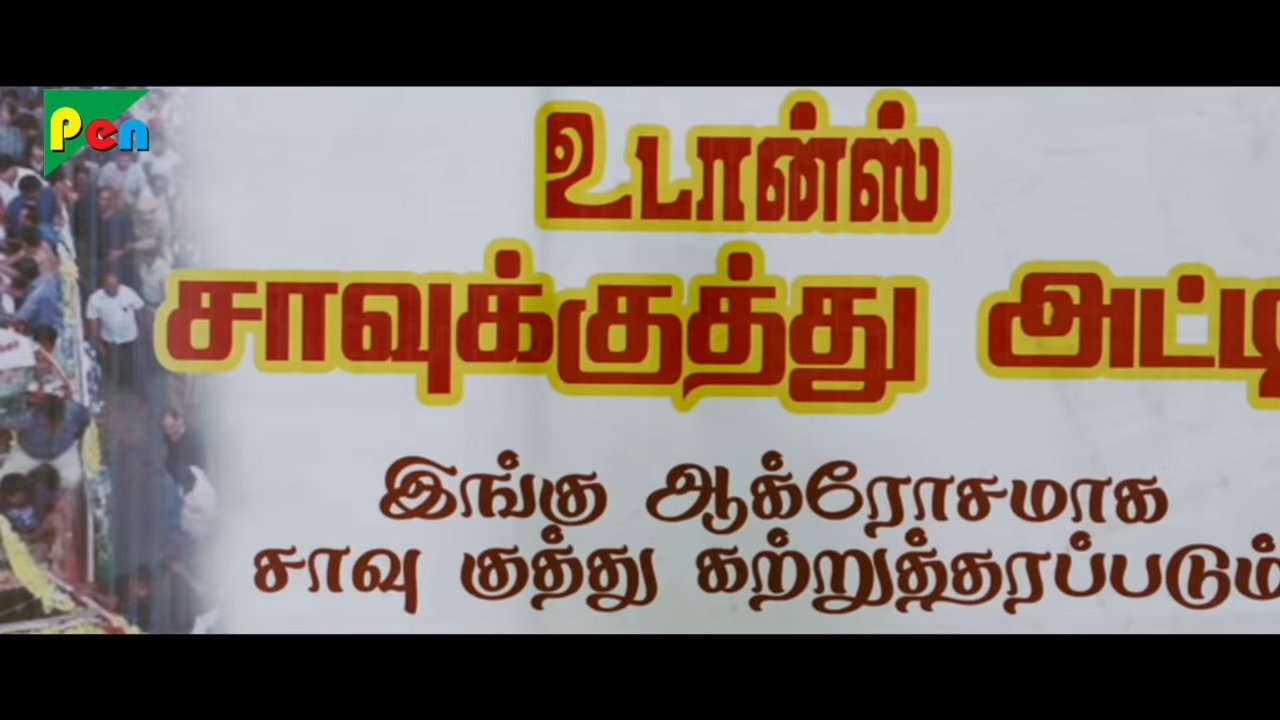 Pen
உடான்ஸ்
சாவுக்குத்து
இங்கு ஆக்ரோசமாக
சாவு குத்து கற்றுத்தரப்படும்